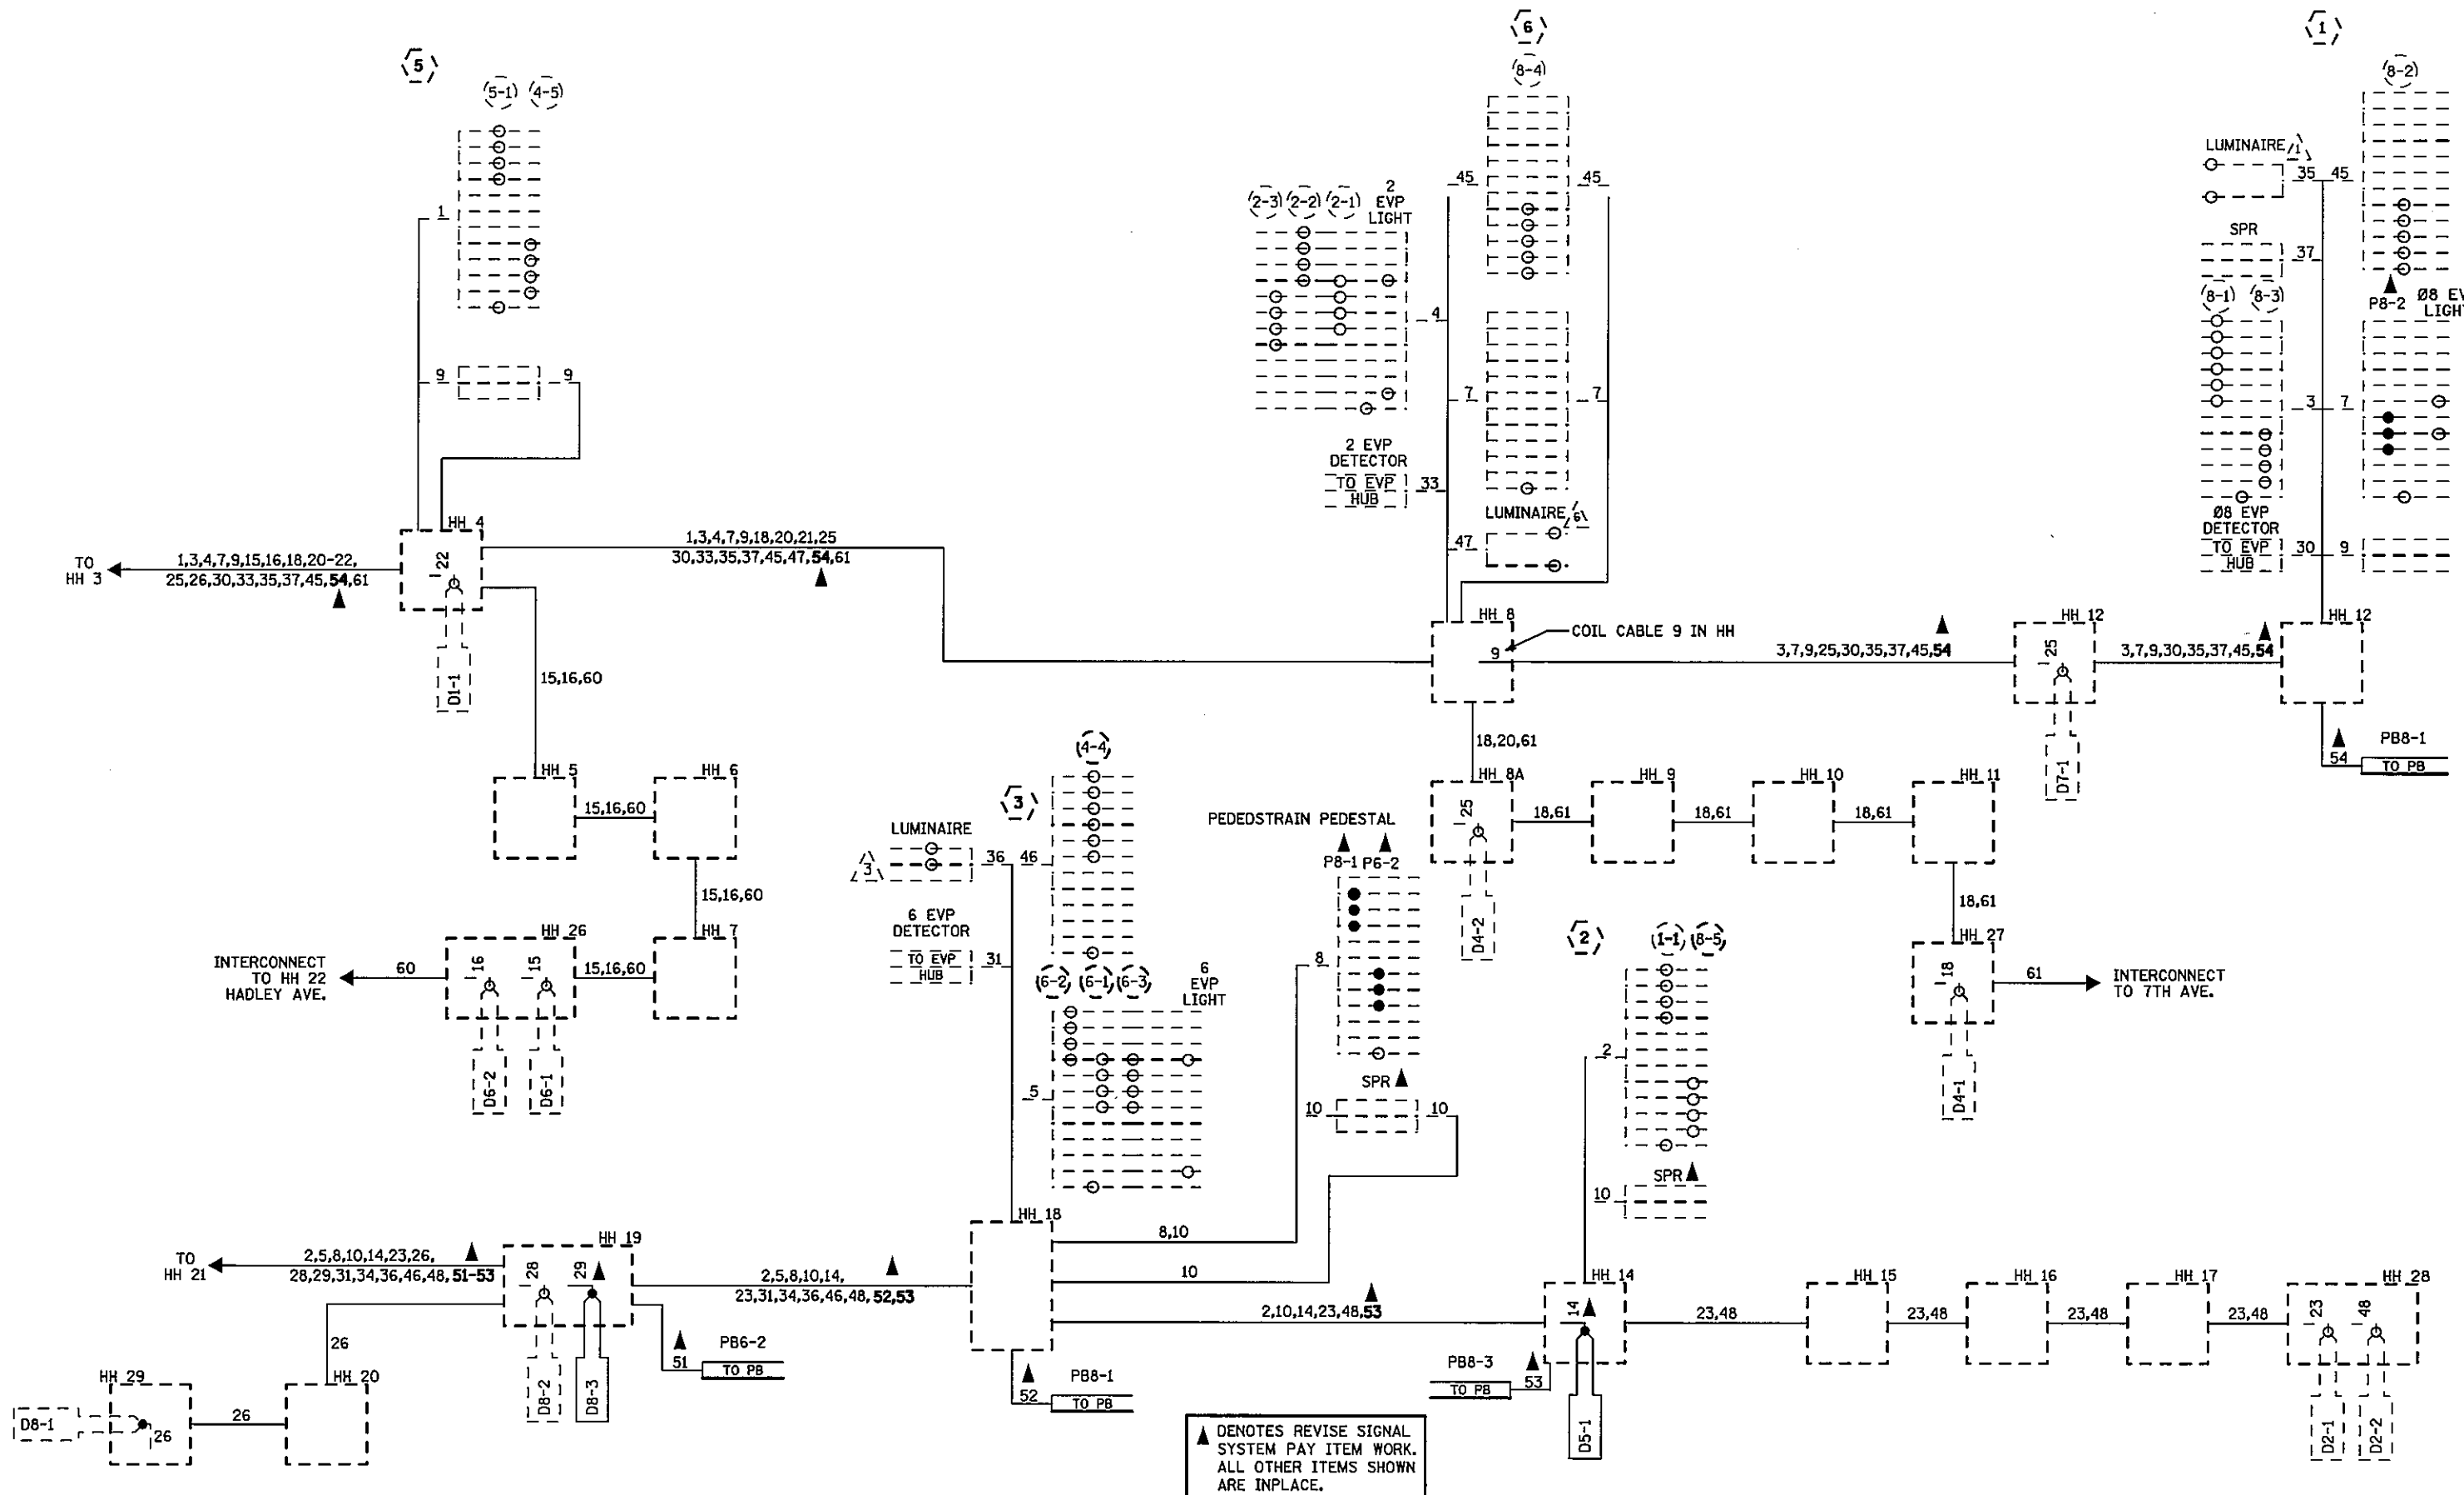 5
5-1 4-5
1
9 9
HH 4
22
D1-1
TO
HH 3
1,3,4,7,9,15,16,18,20-22,
25,26,30,33,35,37,45,54,61
1,3,4,7,9,18,20,21,25
30,33,35,37,45,47,54,61
15,16,60
HH 5
15,16,60
HH 6
15,16,60
HH 7
15,16,60
HH 26
16 15
D6-2 D6-1
60
INTERCONNECT
TO HH 22
HADLEY AVE.
6
8-4
45 45
2-3 2-2 2-1
2
EVP
LIGHT
4
7 7
2 EVP
DETECTOR
TO EVP
HUB
33
LUMINAIRE 6
47
HH 8
9
COIL CABLE 9 IN HH
3,7,9,25,30,35,37,45,54
HH 12
25
D7-1
3,7,9,30,35,37,45,54
HH 12
54
PB8-1
TO PB
1
8-2
LUMINAIRE 1
35 45
SPR
37
8-1 8-3
P8-2
Ø8 EV
LIGHT
3 7
Ø8 EVP
DETECTOR
TO EVP
HUB
30 9
18,20,61
HH 8A
25
D4-2
18,61
HH 9
18,61
HH 10
18,61
HH 11
18,61
HH 27
18
D4-1
61
INTERCONNECT
TO 7TH AVE.
3
4-4
LUMINAIRE
3
36 46
6 EVP
DETECTOR
TO EVP
HUB
31
6-2 6-1 6-3
6
EVP
LIGHT
5
PEDEDSTRAIN PEDESTAL
P8-1 P6-2
8
SPR
10 10
2
1-1 8-5
2
SPR
10
TO
HH 21
2,5,8,10,14,23,26,
28,29,31,34,36,46,48,51-53
HH 19
28 29
D8-2 D8-3
26
HH 20
26
HH 29
26
D8-1
51
PB6-2
TO PB
2,5,8,10,14,
23,31,34,36,46,48,52,53
HH 18
8,10
10
2,10,14,23,48,53
52
PB8-1
TO PB
HH 14
14
D5-1
PB8-3
TO PB
53
23,48
HH 15
23,48
HH 16
23,48
HH 17
23,48
HH 28
23 48
D2-1 D2-2
DENOTES REVISE SIGNAL
SYSTEM PAY ITEM WORK.
ALL OTHER ITEMS SHOWN
ARE INPLACE.